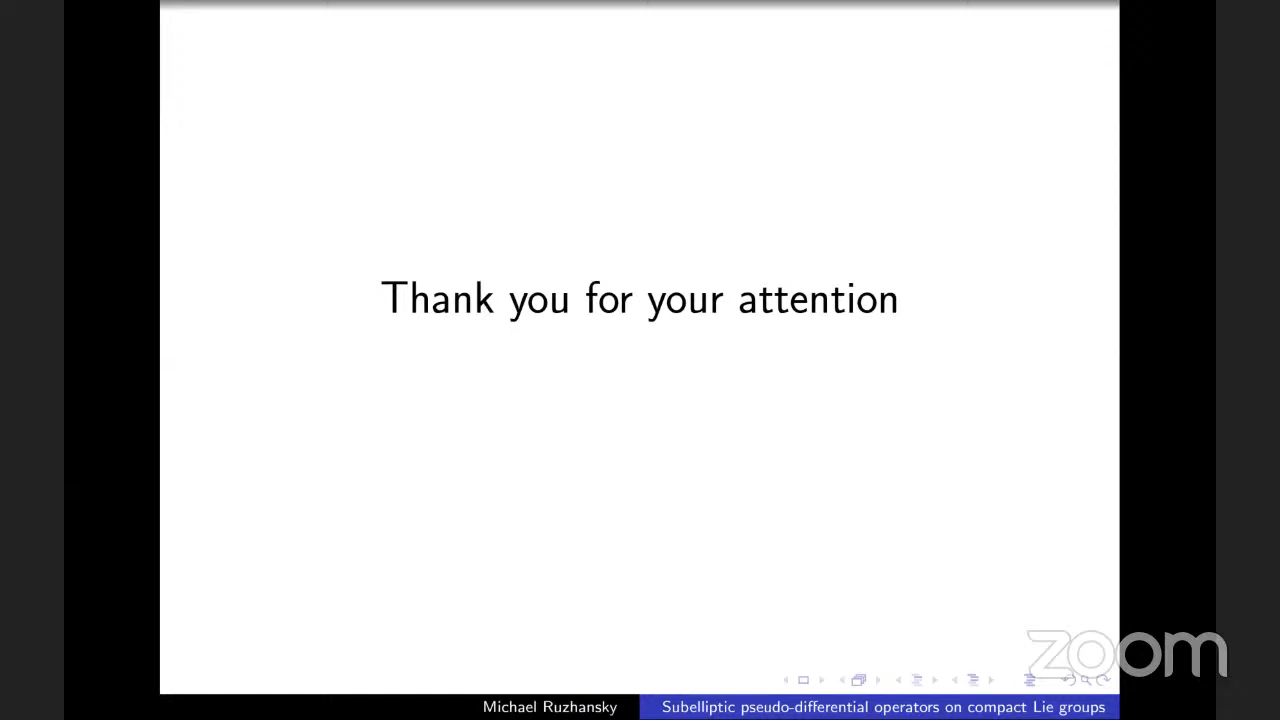 Thank you for your attention
zoom
Michael Ruzhansky
Subelliptic pseudo-differential operators on compact Lie groups